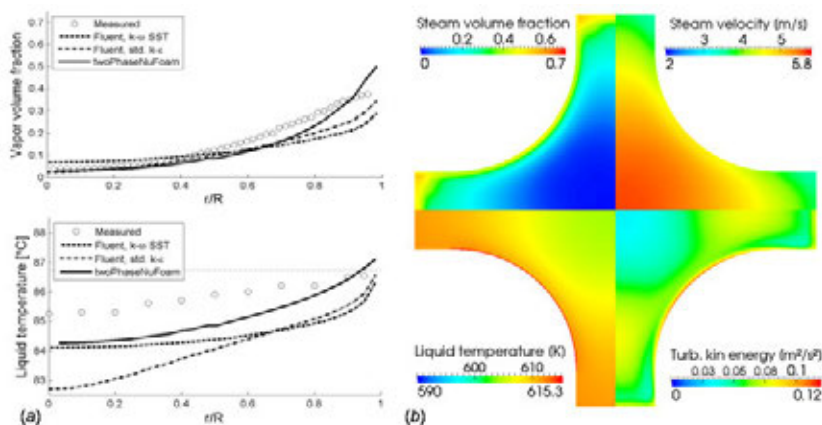 Measured
Fluent, k-ω SST
Fluent. std. k-ε
twoPhaseNuFoam
Vapor volume fraction
0.7
0.6
0.5
0.4
0.3
0.2
0.1
0
0 0.2 0.4 0.6 0.8 1
r/R
Measured
Fluent, k-ω SST
Fluent, std. k-ε
twoPhaseNuFoam
Liquid temperature [°C]
88
87
86
85
84
83
0 0.2 0.4 0.6 0.8 1
r/R
(a)
Steam volume fraction
0.2 0.4 0.6
0 0.7
Steam velocity (m/s)
3 4 5
2 5.8
Liquid temperature (K)
600 610
590 615.3
Turb. kin energy (m²/s²)
0.03 0.05 0.08 0.1
0 0.12
(b)